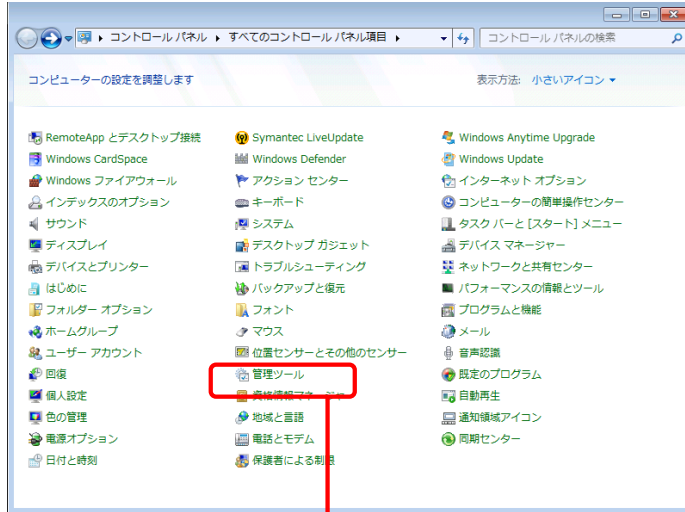 コントロール パネル ▸ すべてのコントロール パネル項目 ▸ コントロール パネルの検索
コンピューターの設定を調整します 表示方法: 小さいアイコン
RemoteApp とデスクトップ接続 Symantec LiveUpdate Windows Anytime Upgrade
Windows CardSpace Windows Defender Windows Update
Windows ファイアウォール アクション センター インターネット オプション
インデックスのオプション キーボード コンピューターの簡単操作センター
サウンド システム タスク バーと [スタート] メニュー
ディスプレイ デスクトップ ガジェット デバイス マネージャー
デバイスとプリンター トラブルシューティング ネットワークと共有センター
はじめに バックアップと復元 パフォーマンスの情報とツール
フォルダー オプション フォント プログラムと機能
ホームグループ マウス メール
ユーザー アカウント 位置センサーとその他のセンサー 音声認識
回復 管理ツール 既定のプログラム
個人設定 資格情報マネージャー 自動再生
色の管理 地域と言語 通知領域アイコン
電源オプション 電話とモデム 同期センター
日付と時刻 保護者による制限